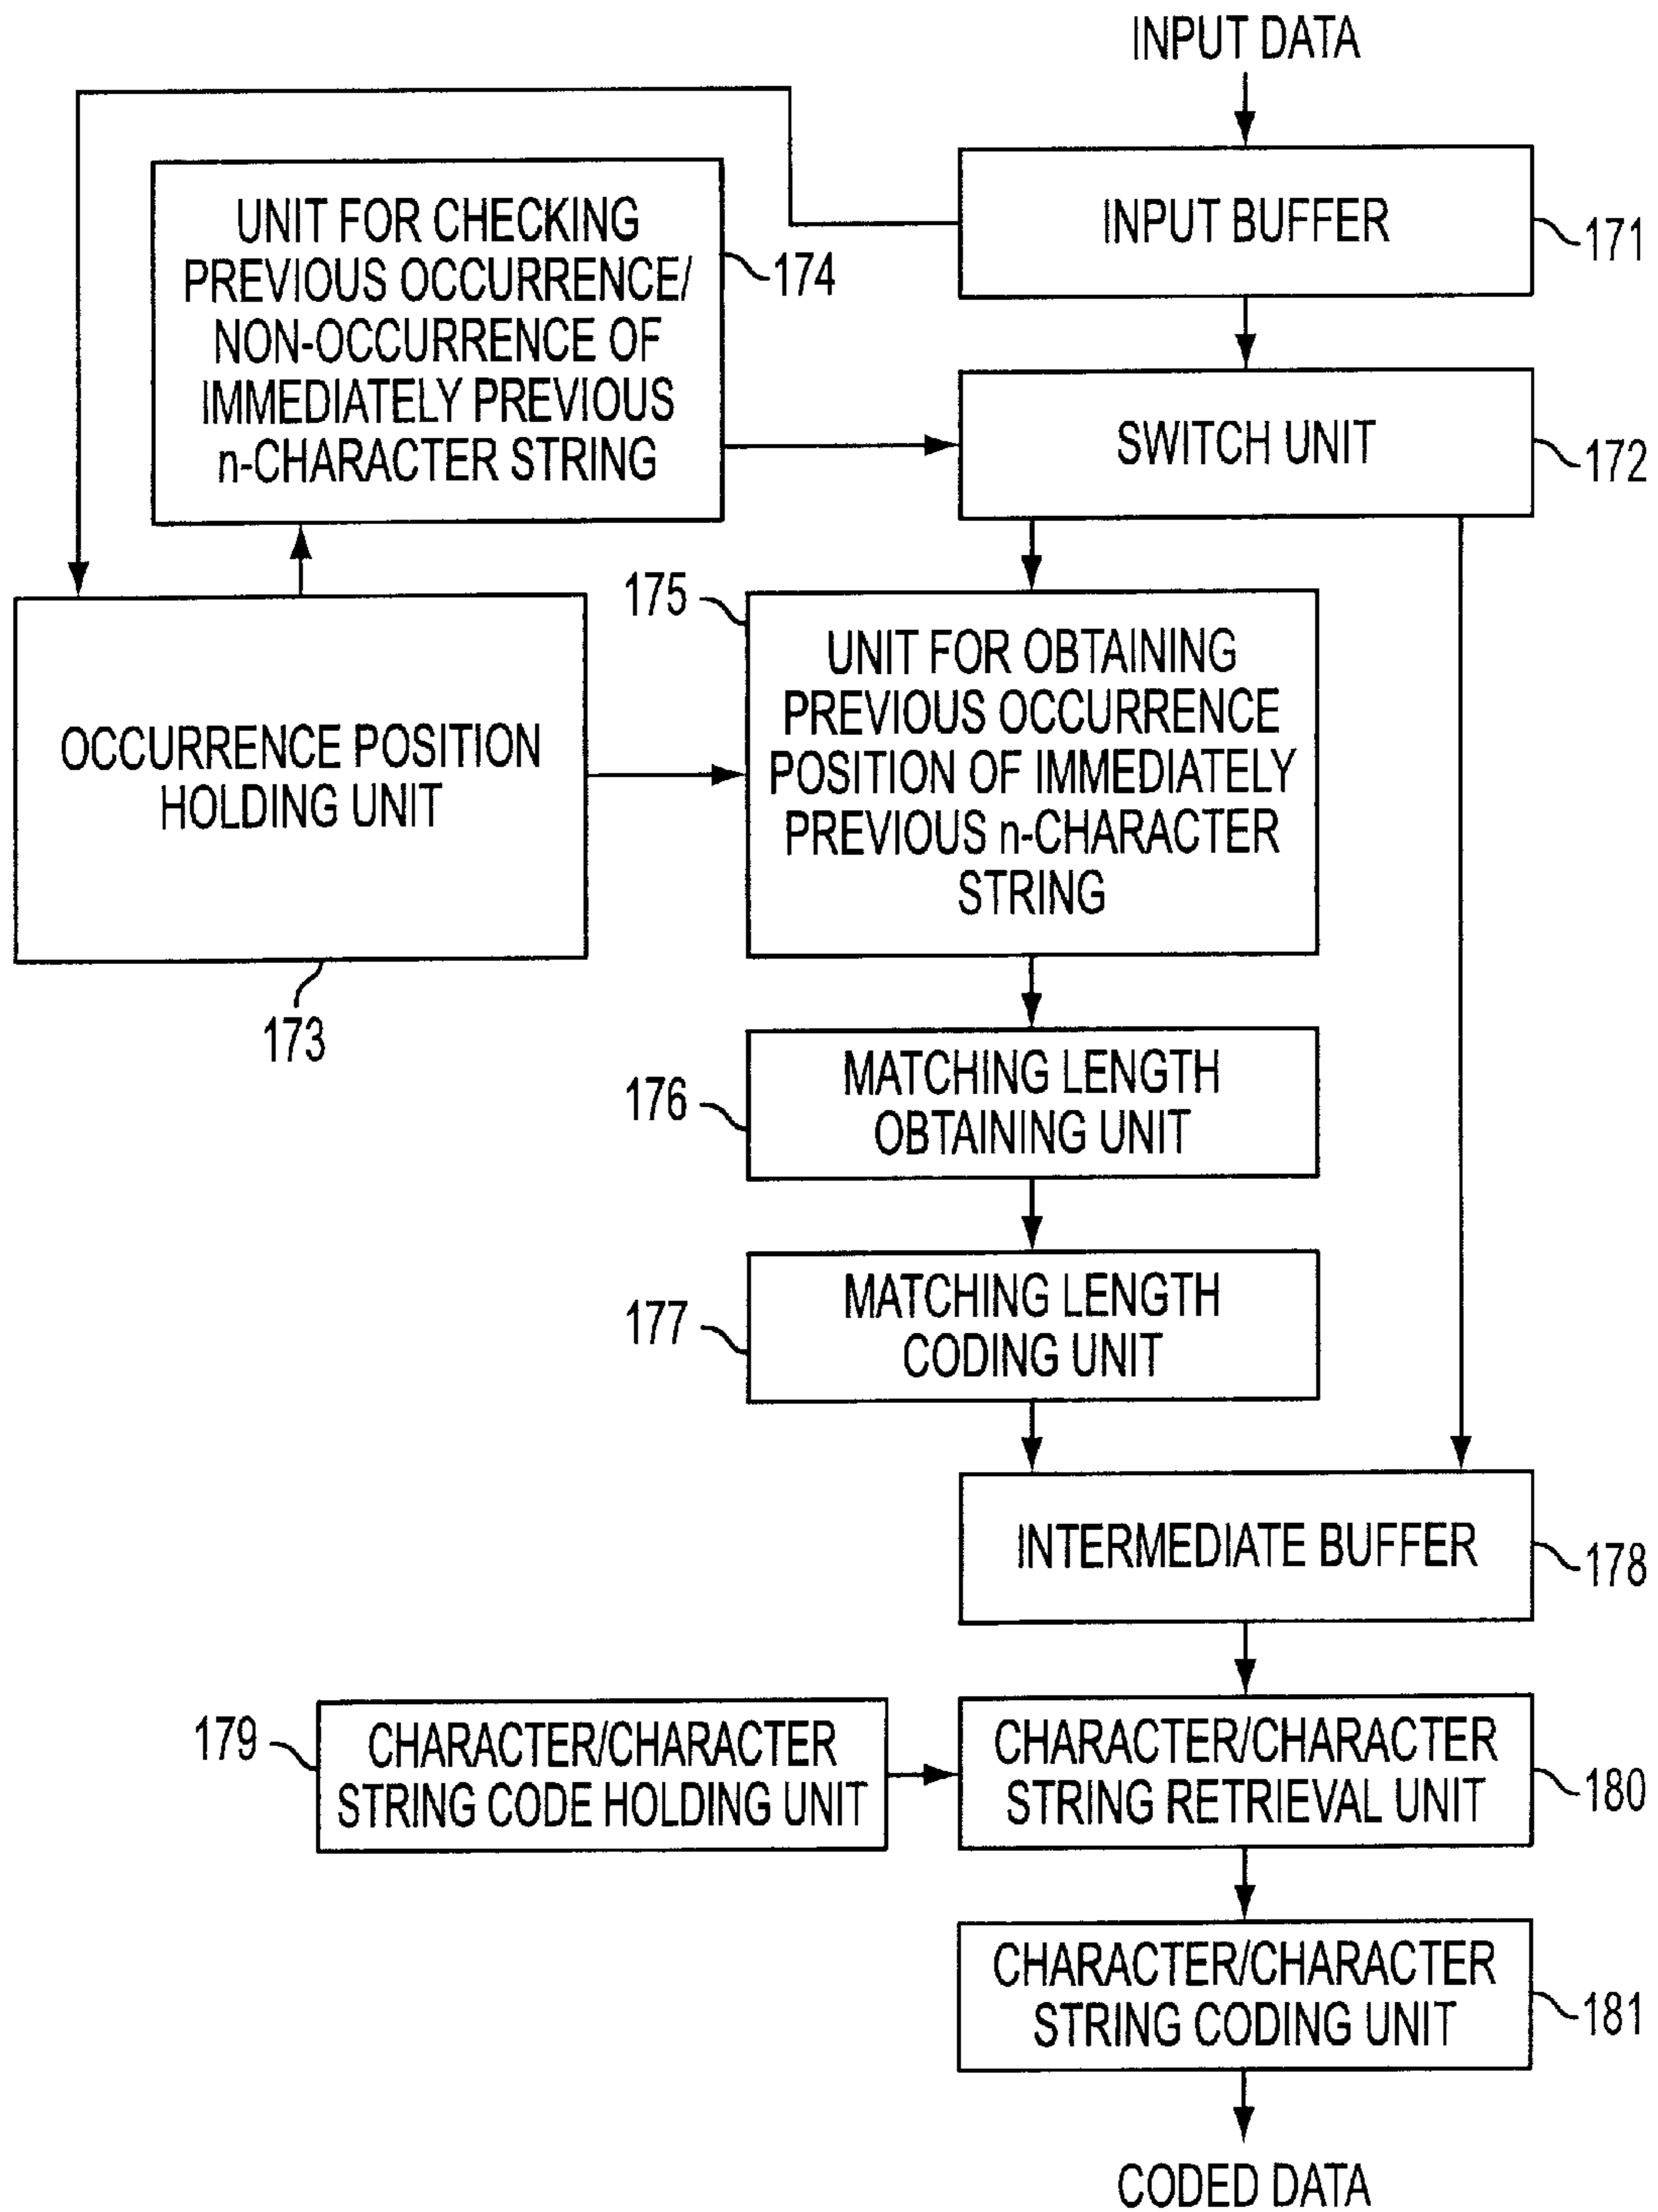 INPUT DATA
INPUT BUFFER
171
UNIT FOR CHECKING
PREVIOUS OCCURRENCE/
NON-OCCURRENCE OF
IMMEDIATELY PREVIOUS
n-CHARACTER STRING
174
SWITCH UNIT
172
OCCURRENCE POSITION
HOLDING UNIT
173
175
UNIT FOR OBTAINING
PREVIOUS OCCURRENCE
POSITION OF IMMEDIATELY
PREVIOUS n-CHARACTER
STRING
176
MATCHING LENGTH
OBTAINING UNIT
177
MATCHING LENGTH
CODING UNIT
INTERMEDIATE BUFFER
178
179
CHARACTER/CHARACTER
STRING CODE HOLDING UNIT
CHARACTER/CHARACTER
STRING RETRIEVAL UNIT
180
CHARACTER/CHARACTER
STRING CODING UNIT
181
CODED DATA